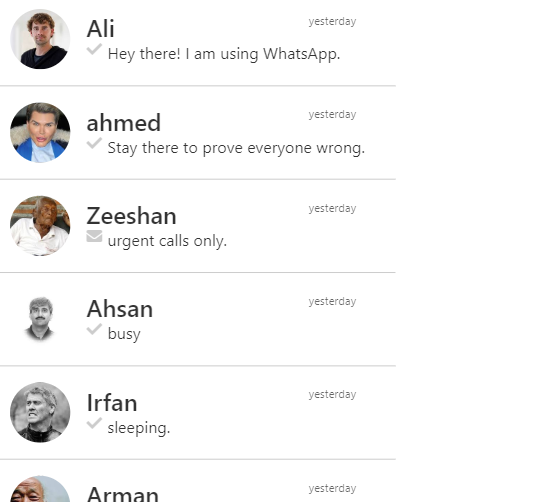 Ali
yesterday
Hey there! I am using WhatsApp.
ahmed
yesterday
Stay there to prove everyone wrong.
Zeeshan
yesterday
urgent calls only.
Ahsan
yesterday
busy
Irfan
yesterday
sleeping.
Arman
yesterday